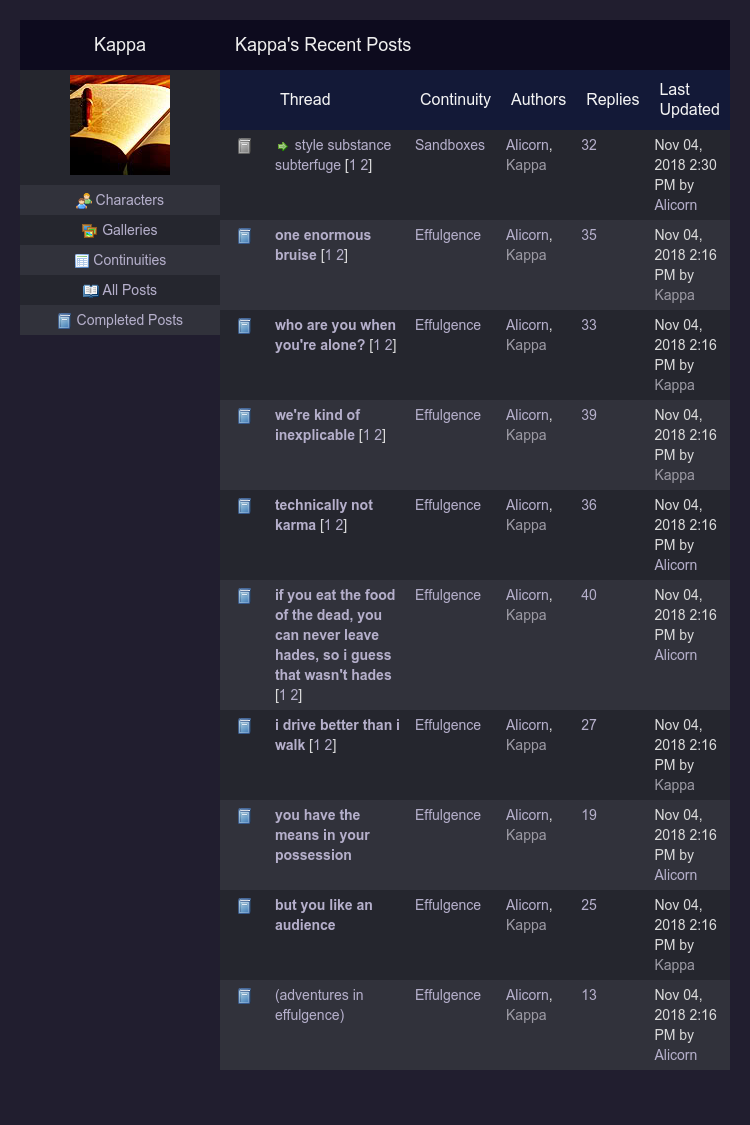 Kappa
Characters
Galleries
Continuities
All Posts
Completed Posts
Kappa's Recent Posts
Thread Continuity Authors Replies Last
Updated
style substance Sandboxes Alicorn, 32 Nov 04,
subterfuge [1 2] Kappa 2018 2:30
PM by
Alicorn
one enormous Effulgence Alicorn, 35 Nov 04,
bruise [1 2] Kappa 2018 2:16
PM by
Kappa
who are you when Effulgence Alicorn, 33 Nov 04,
you're alone? [1 2] Kappa 2018 2:16
PM by
Kappa
we're kind of Effulgence Alicorn, 39 Nov 04,
inexplicable [1 2] Kappa 2018 2:16
PM by
Kappa
technically not Effulgence Alicorn, 36 Nov 04,
karma [1 2] Kappa 2018 2:16
PM by
Alicorn
if you eat the food Effulgence Alicorn, 40 Nov 04,
of the dead, you Kappa 2018 2:16
can never leave PM by
hades, so i guess Alicorn
that wasn't hades
[1 2]
i drive better than i Effulgence Alicorn, 27 Nov 04,
walk [1 2] Kappa 2018 2:16
PM by
Kappa
you have the Effulgence Alicorn, 19 Nov 04,
means in your Kappa 2018 2:16
possession PM by
Alicorn
but you like an Effulgence Alicorn, 25 Nov 04,
audience Kappa 2018 2:16
PM by
Kappa
(adventures in Effulgence Alicorn, 13 Nov 04,
effulgence) Kappa 2018 2:16
PM by
Alicorn